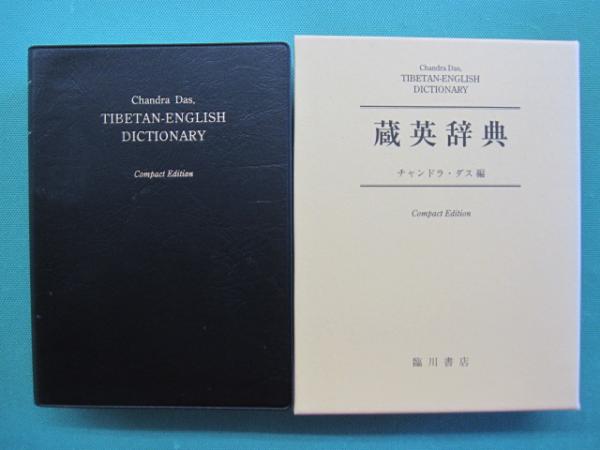 Chandra Das,
TIBETAN-ENGLISH
DICTIONARY
Compact Edition
Chandra Das,
TIBETAN-ENGLISH
DICTIONARY
蔵英辞典
チャンドラ・ダス 編
Compact Edition
臨川書店